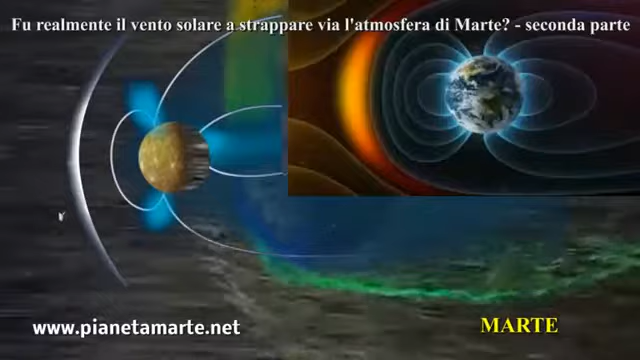 Fu realmente il vento solare a strappare via l'atmosfera di Marte? - seconda parte
www.pianetamarte.net
MARTE